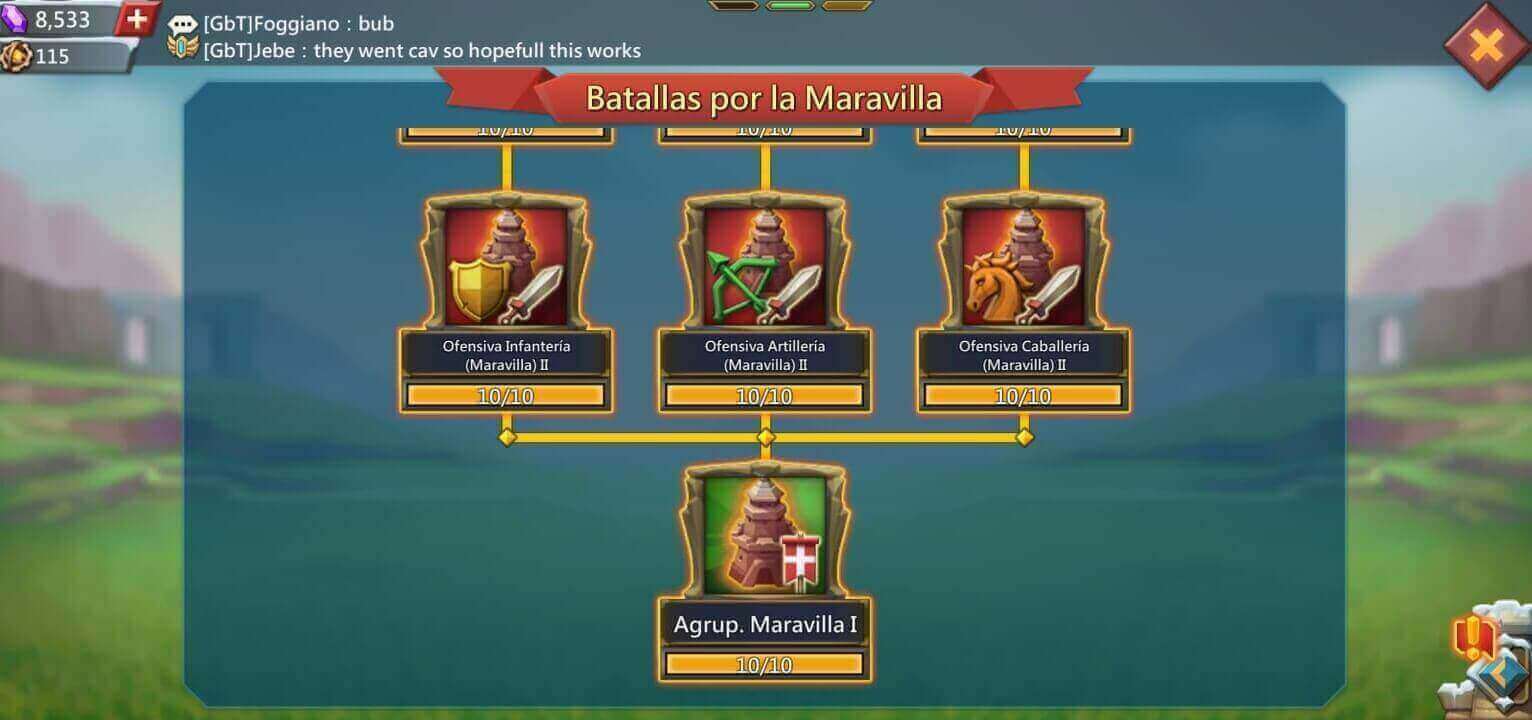 8,533
[GbT]Foggiano : bub
115
[GbT]Jebe : they went cav so hopefull this works
Batallas por la Maravilla
10/10 10/10 10/10
Ofensiva Infantería
(Maravilla) II
10/10
Ofensiva Artillería
(Maravilla) II
10/10
Ofensiva Caballería
(Maravilla) II
10/10
Agrup. Maravilla I
10/10